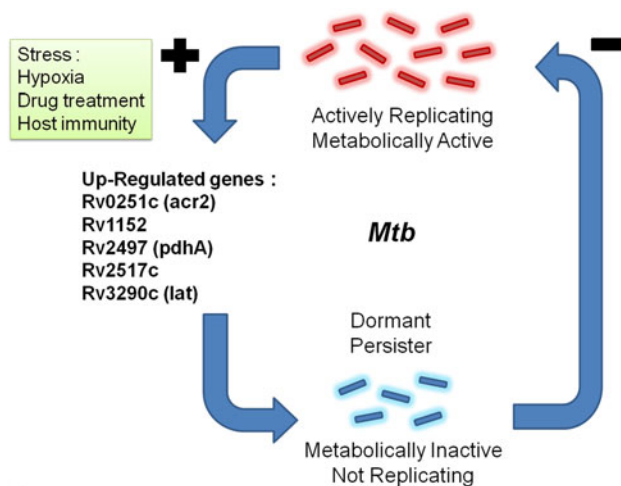 Stress :
Hypoxia
Drug treatment
Host immunity
Actively Replicating
Metabolically Active
Up-Regulated genes :
Rv0251c (acr2)
Rv1152
Rv2497 (pdhA)
Rv2517c
Rv3290c (lat)
Mtb
Dormant
Persister
Metabolically Inactive
Not Replicating